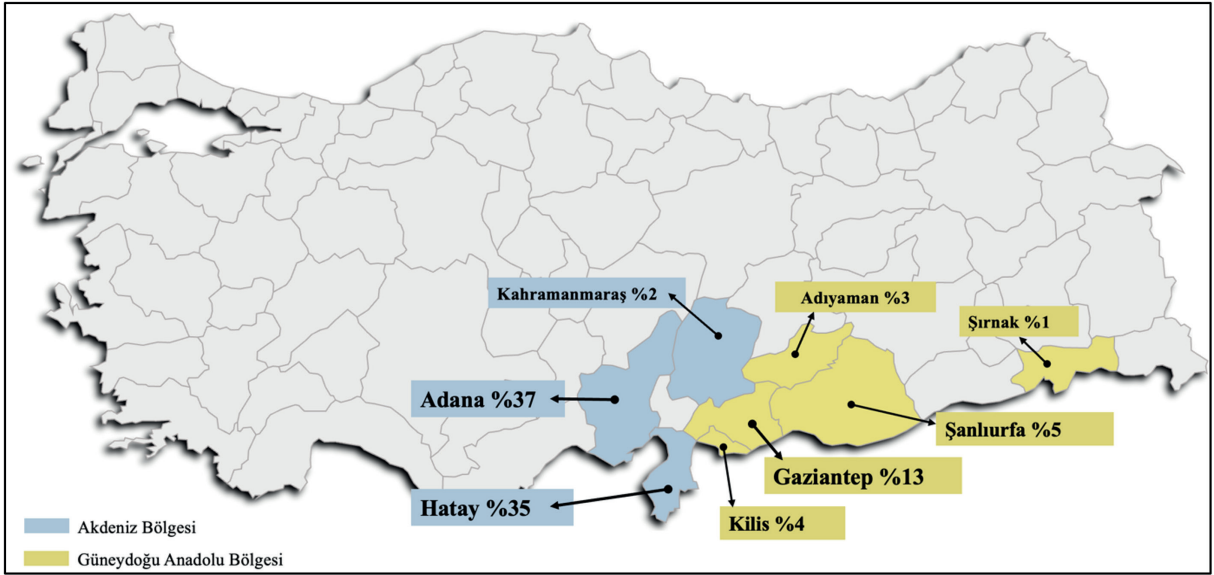 Kahramanmaraş %2
Adıyaman %3
Şırnak %1
Adana %37
Şanlıurfa %5
Gaziantep %13
Hatay %35
Kilis %4
Akdeniz Bölgesi
Güneydoğu Anadolu Bölgesi